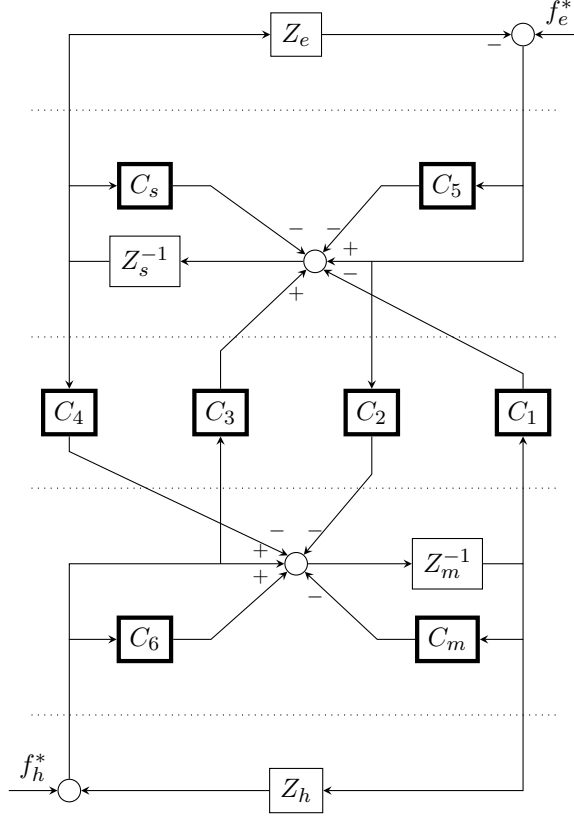 f_e^*
Z_e
−
C_s
C_5
− −
+
Z_s^{-1}
−
+
C_4
C_3
C_2
C_1
− −
+
Z_m^{-1}
+
−
C_6
C_m
f_h^*
Z_h